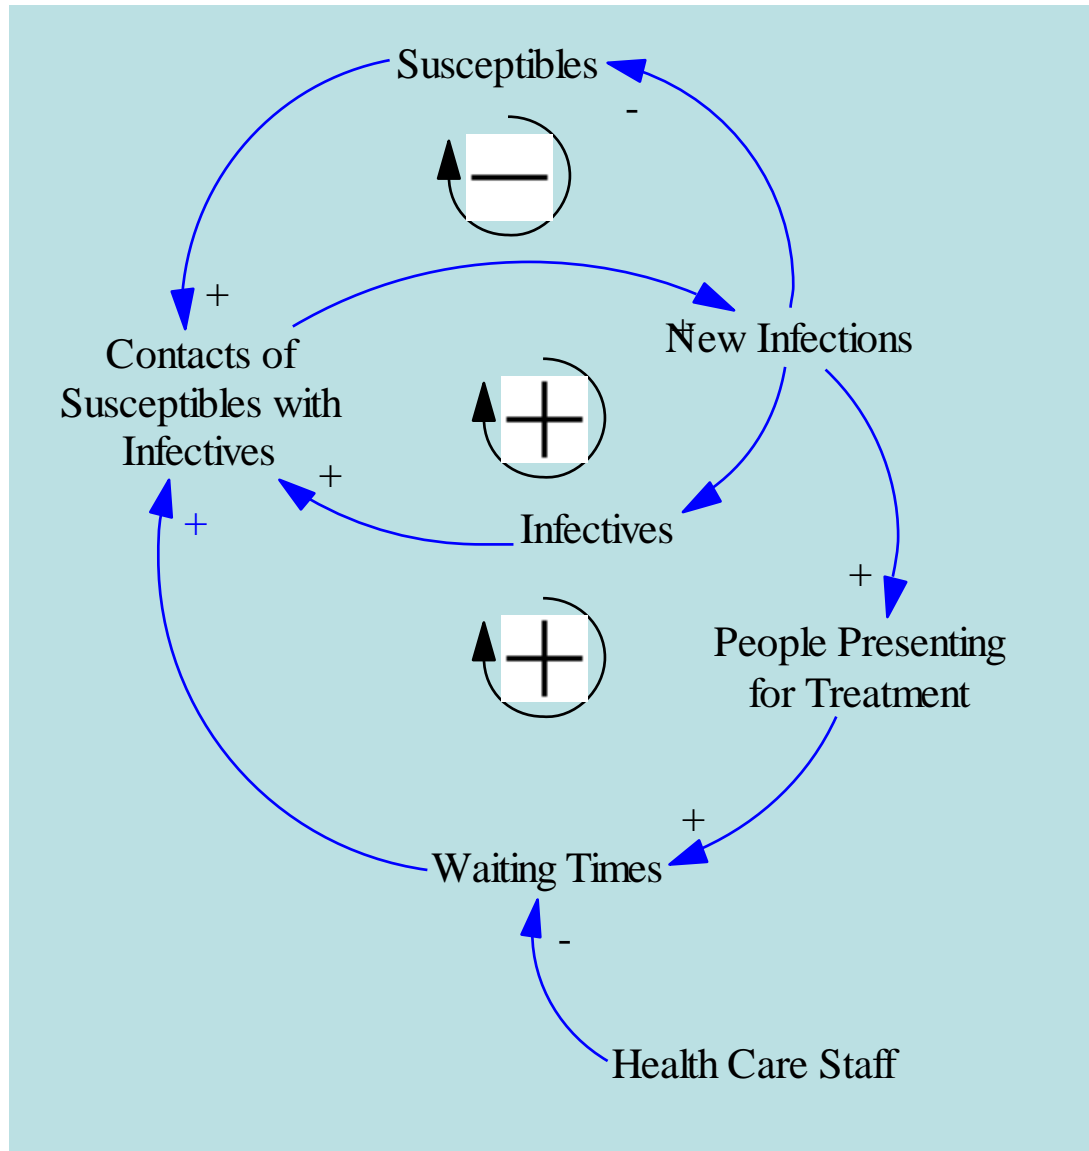 Susceptibles
-
+
+
New Infections
Contacts of
Susceptibles with
Infectives
+
+
Infectives
+
People Presenting
for Treatment
+
Waiting Times
-
Health Care Staff